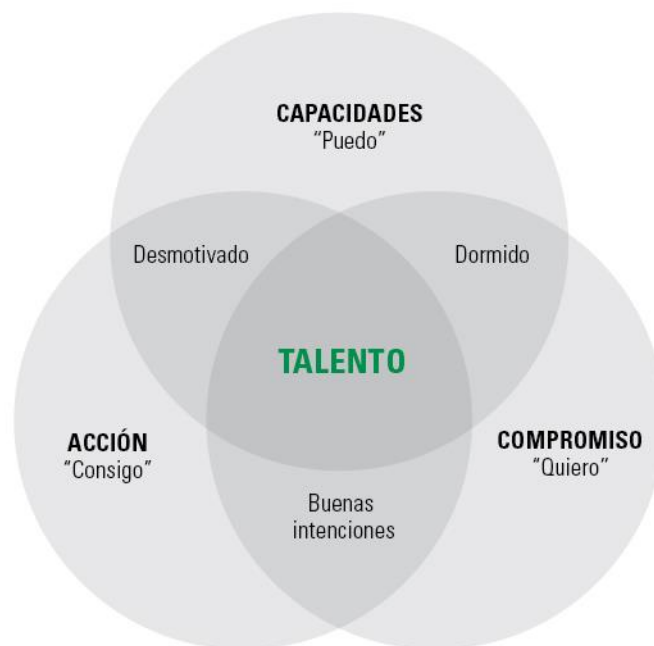 CAPACIDADES
“Puedo”
Desmotivado
Dormido
TALENTO
ACCIÓN
“Consigo”
COMPROMISO
“Quiero”
Buenas
intenciones